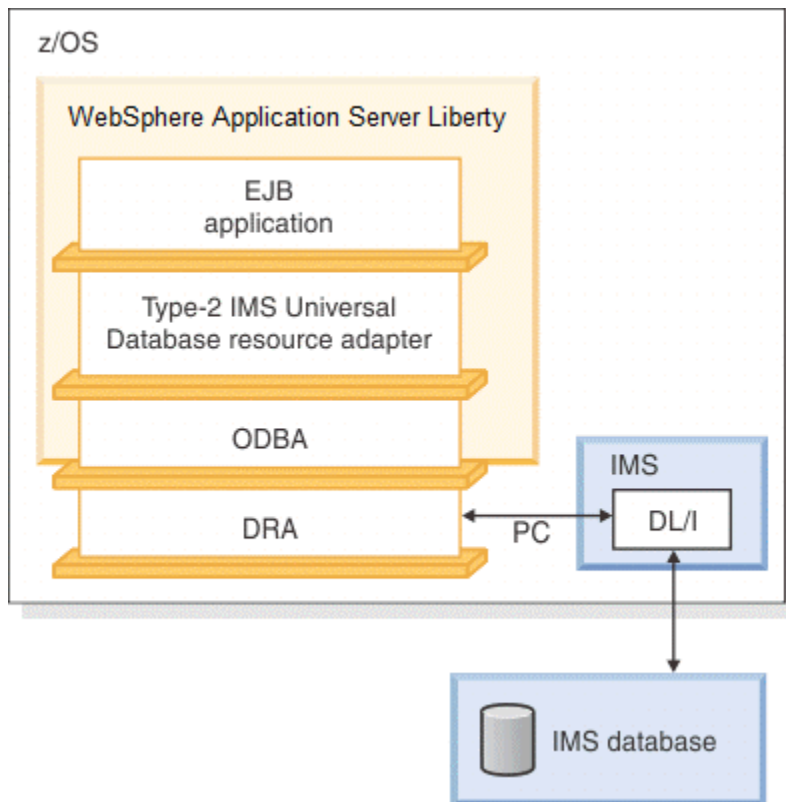 z/OS
WebSphere Application Server Liberty
EJB
application
Type-2 IMS Universal
Database resource adapter
ODBA
DRA
PC
IMS
DL/I
IMS database